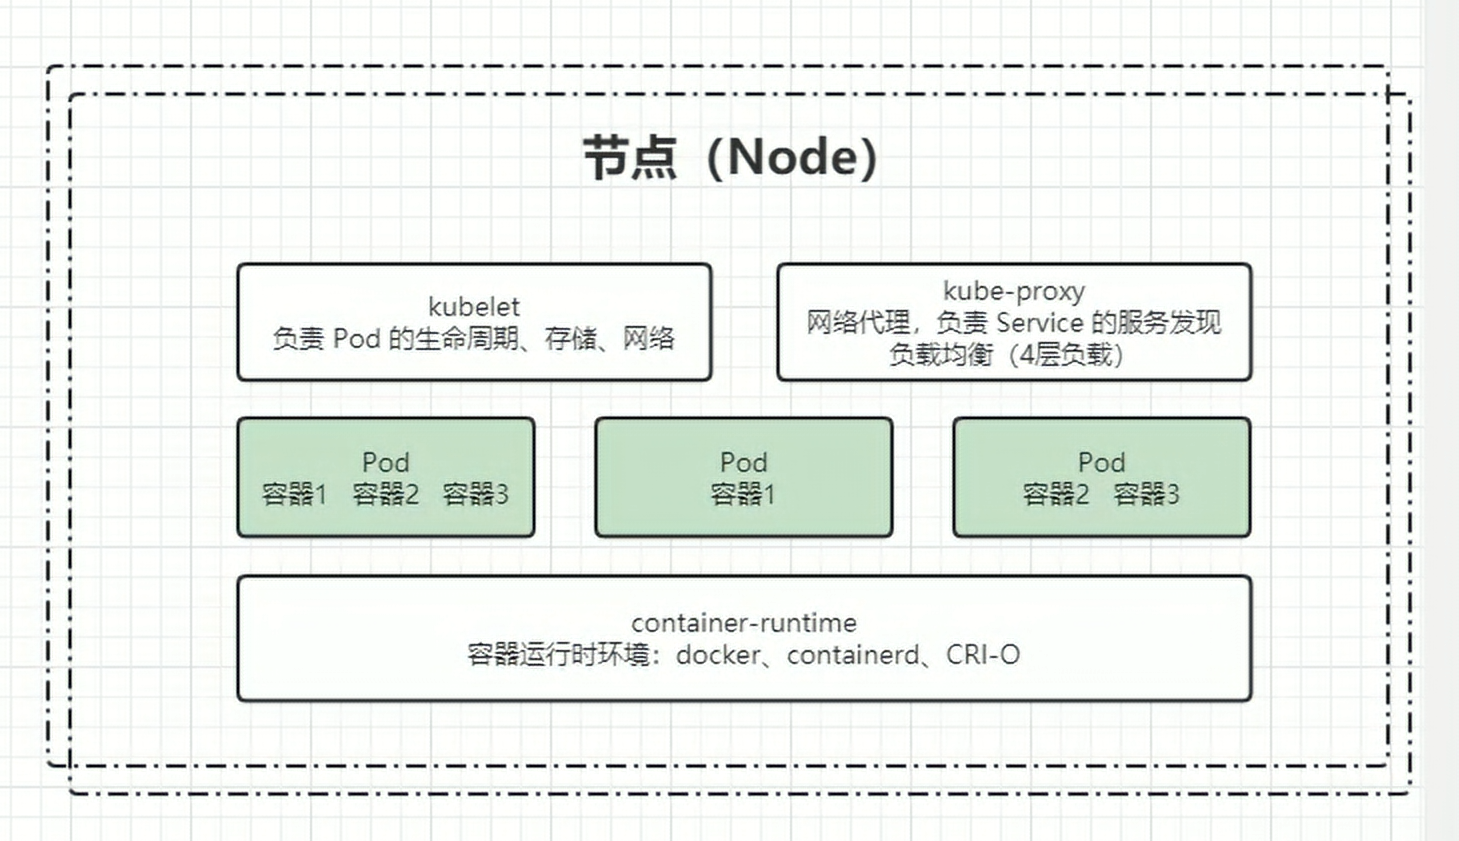 节点（Node）
kubelet
负责 Pod 的生命周期、存储、网络
kube-proxy
网络代理，负责 Service 的服务发现
负载均衡（4层负载）
Pod
容器1 容器2 容器3
Pod
容器1
Pod
容器2 容器3
container-runtime
容器运行时环境：docker、containerd、CRI-O